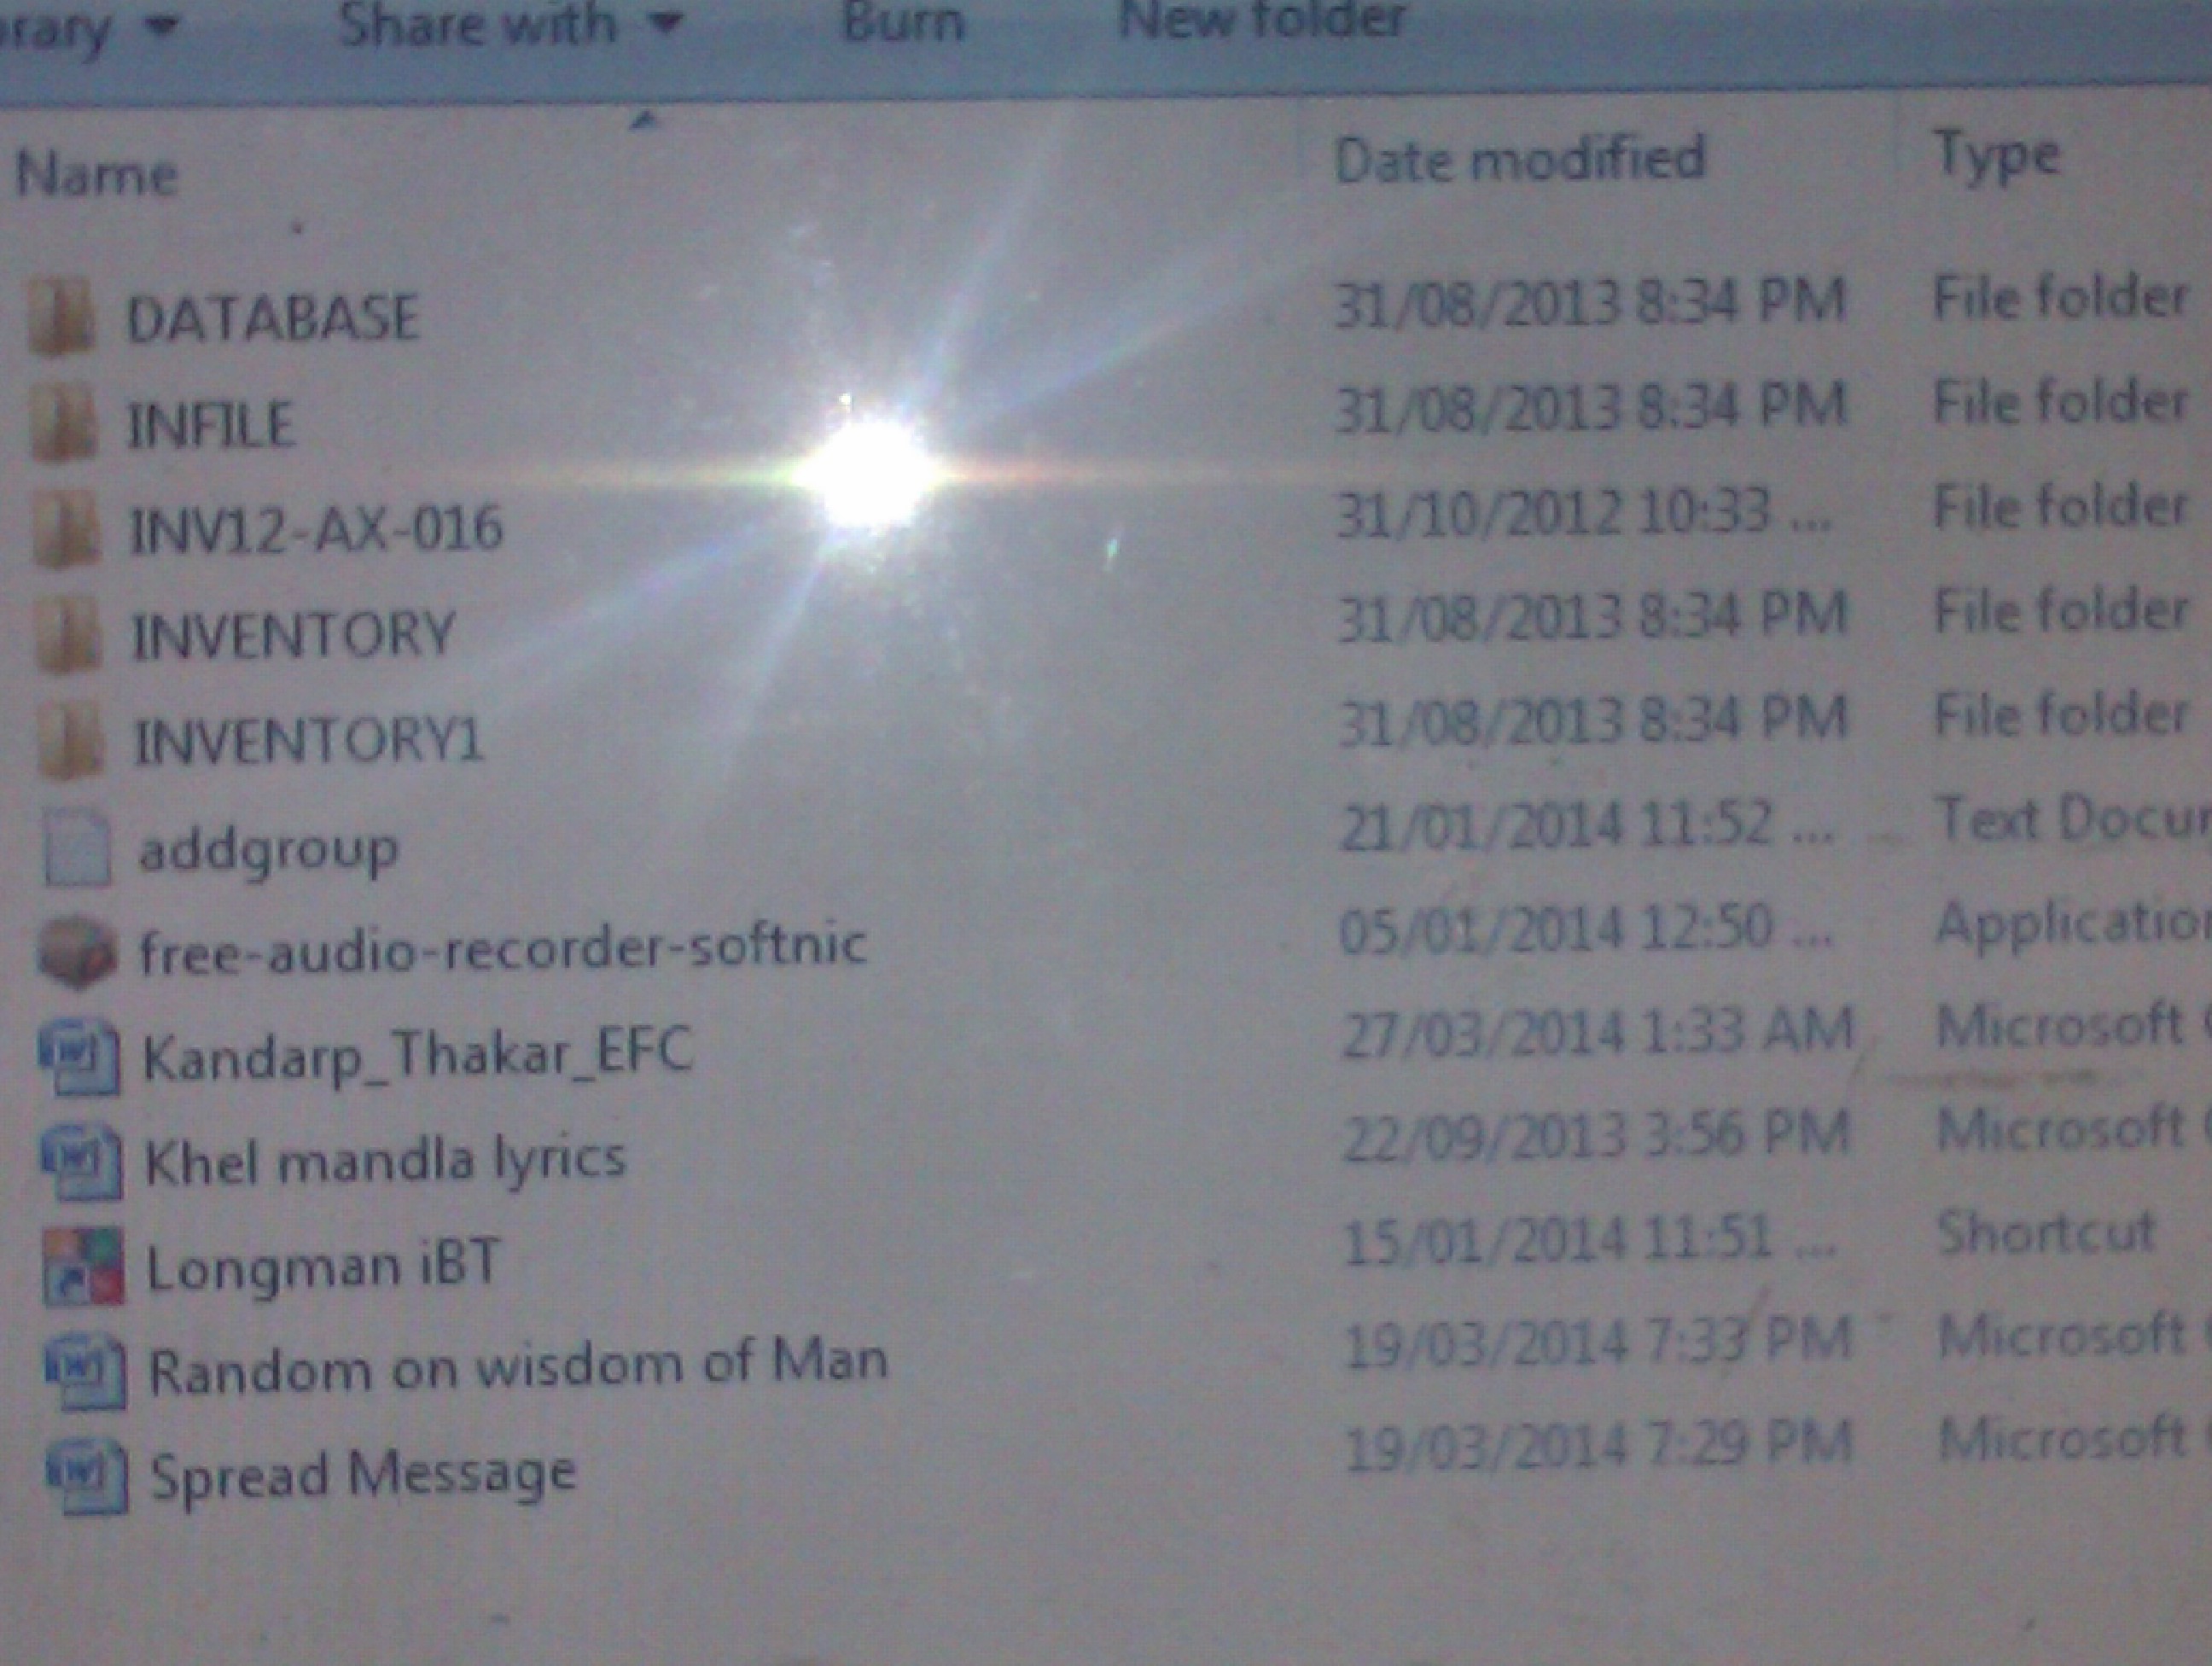 rary Share with Burn New folder
Name Date modified Type
DATABASE 31/08/2013 8:34 PM File folder
INFILE 31/08/2013 8:34 PM File folder
INV12-AX-016 31/10/2012 10:33 ... File folder
INVENTORY 31/08/2013 8:34 PM File folder
INVENTORY1 31/08/2013 8:34 PM File folder
addgroup 21/01/2014 11:52 ... Text Docum
free-audio-recorder-softnic 05/01/2014 12:50 ... Application
Kandarp_Thakar_EFC 27/03/2014 1:33 AM Microsoft
Khel mandla lyrics 22/09/2013 3:56 PM Microsoft
Longman iBT 15/01/2014 11:51 ... Shortcut
Random on wisdom of Man 19/03/2014 7:33 PM Microsoft
Spread Message 19/03/2014 7:29 PM Microsoft